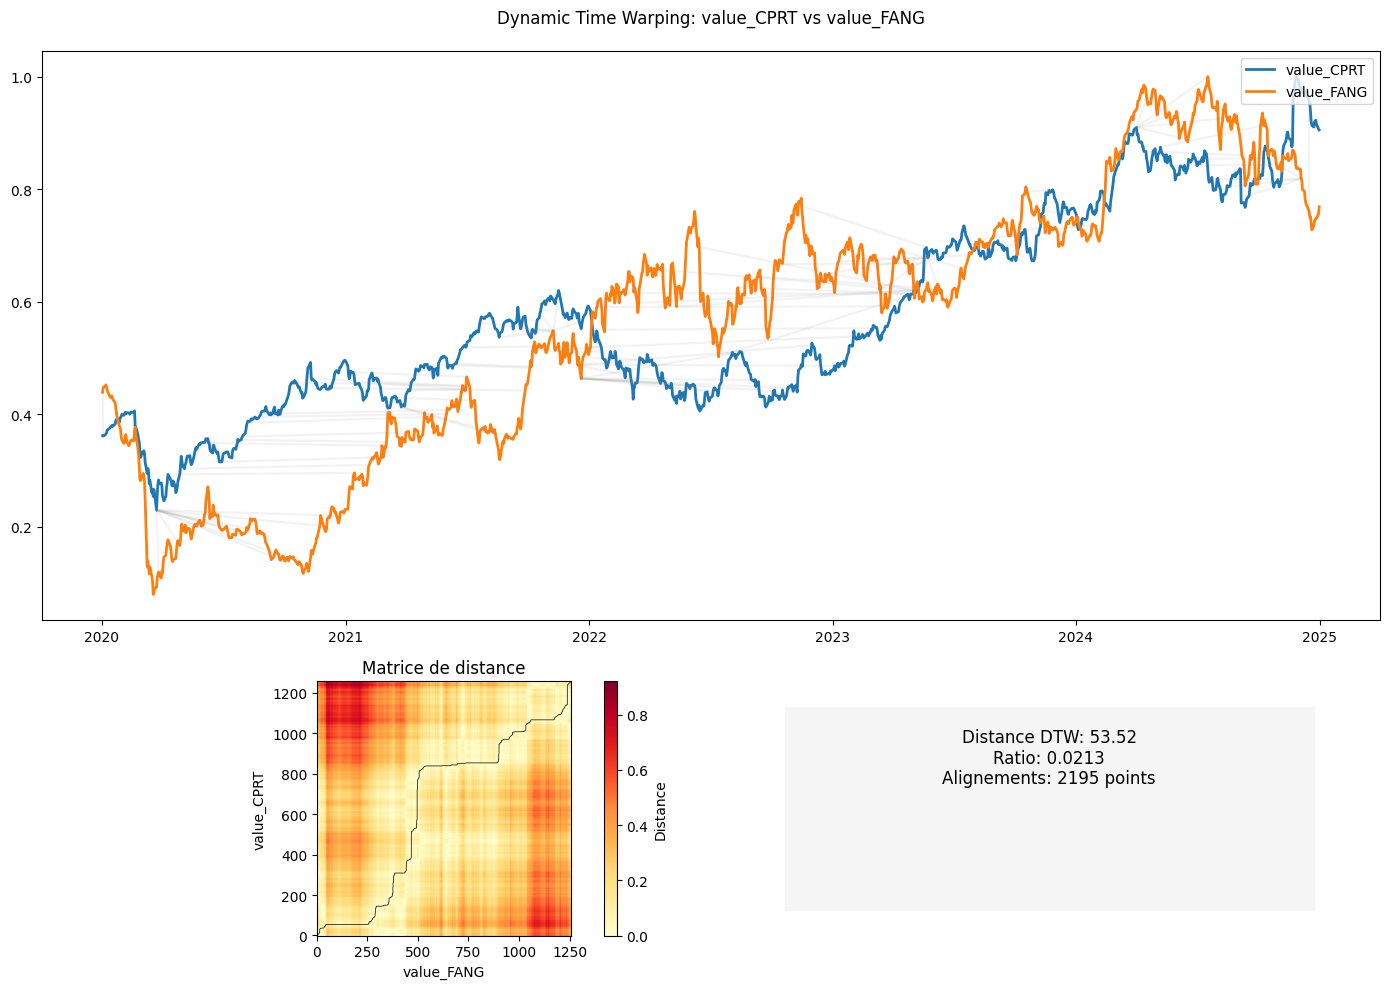 Dynamic Time Warping: value_CPRT vs value_FANG
value_CPRT
value_FANG
1.0
0.8
0.6
0.4
0.2
2020 2021 2022 2023 2024 2025
Matrice de distance
value_CPRT
1200
1000
800
600
400
200
0
0 250 500 750 1000 1250
value_FANG
0.8
0.6
0.4
0.2
0.0
Distance
Distance DTW: 53.52
Ratio: 0.0213
Alignements: 2195 points